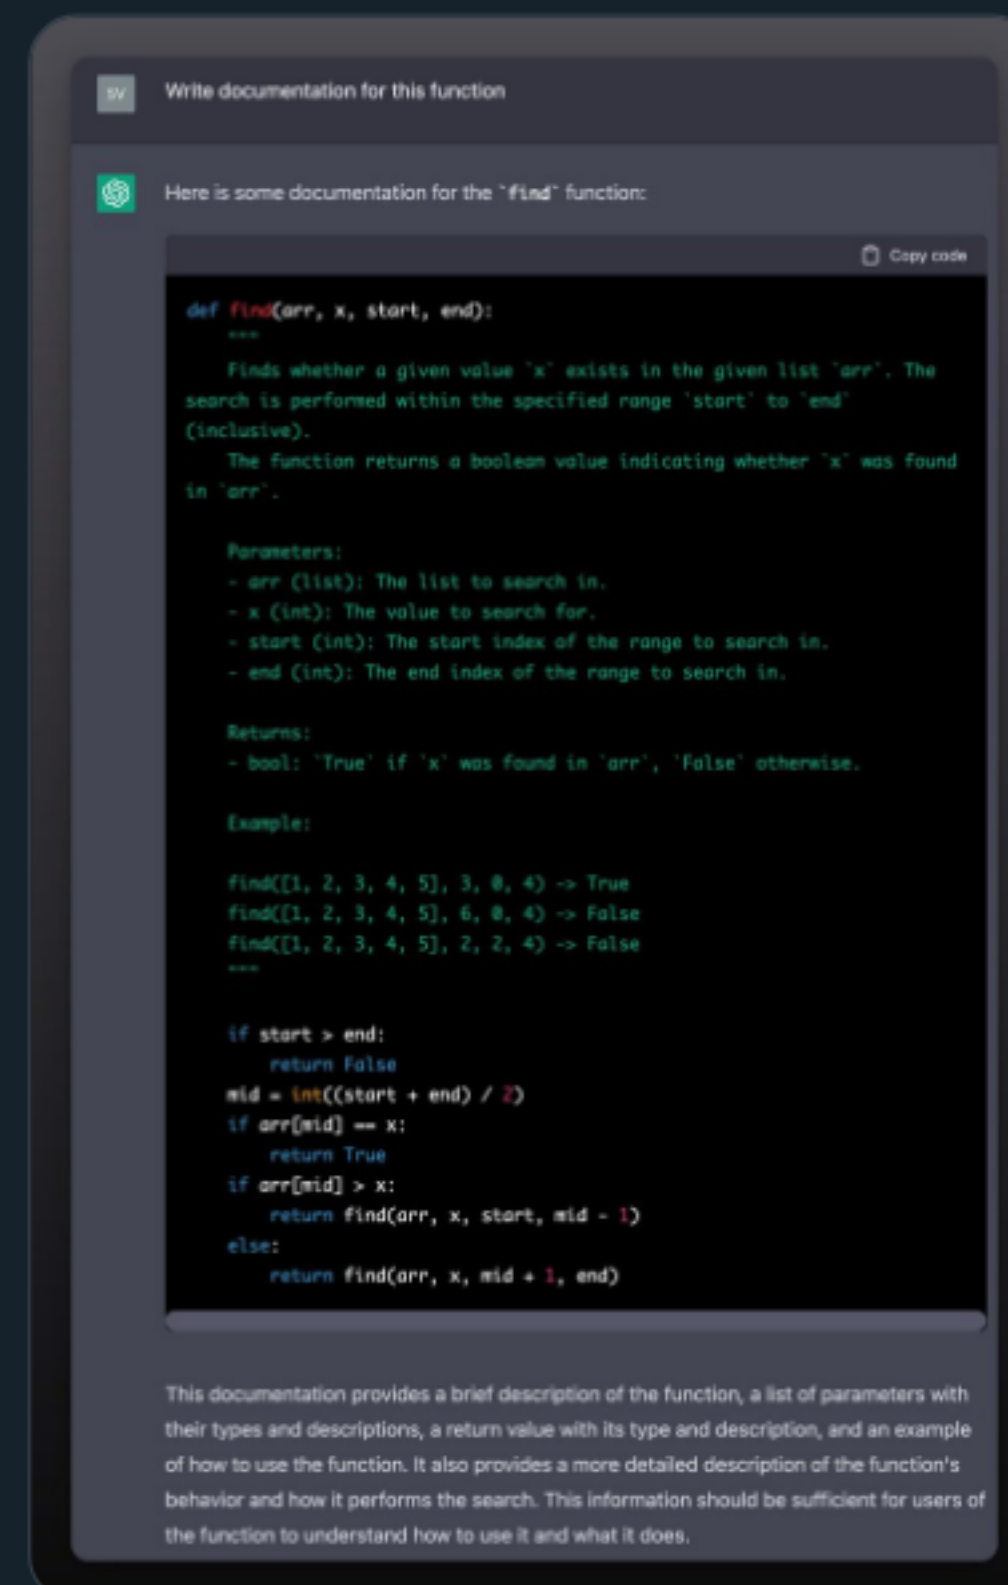 SV
Write documentation for this function
Here is some documentation for the `find` function:
Copy code
def find(arr, x, start, end):
"""
Finds whether a given value `x` exists in the given list `arr`. The
search is performed within the specified range `start` to `end`
(inclusive).
The function returns a boolean value indicating whether `x` was found
in `arr`.
Parameters:
- arr (list): The list to search in.
- x (int): The value to search for.
- start (int): The start index of the range to search in.
- end (int): The end index of the range to search in.
Returns:
- bool: `True` if `x` was found in `arr`, `False` otherwise.
Example:
find([1, 2, 3, 4, 5], 3, 0, 4) -> True
find([1, 2, 3, 4, 5], 6, 0, 4) -> False
find([1, 2, 3, 4, 5], 2, 2, 4) -> False
"""
if start > end:
return False
mid = int((start + end) / 2)
if arr[mid] == x:
return True
if arr[mid] > x:
return find(arr, x, start, mid - 1)
else:
return find(arr, x, mid + 1, end)
This documentation provides a brief description of the function, a list of parameters with
their types and descriptions, a return value with its type and description, and an example
of how to use the function. It also provides a more detailed description of the function's
behavior and how it performs the search. This information should be sufficient for users of
the function to understand how to use it and what it does.